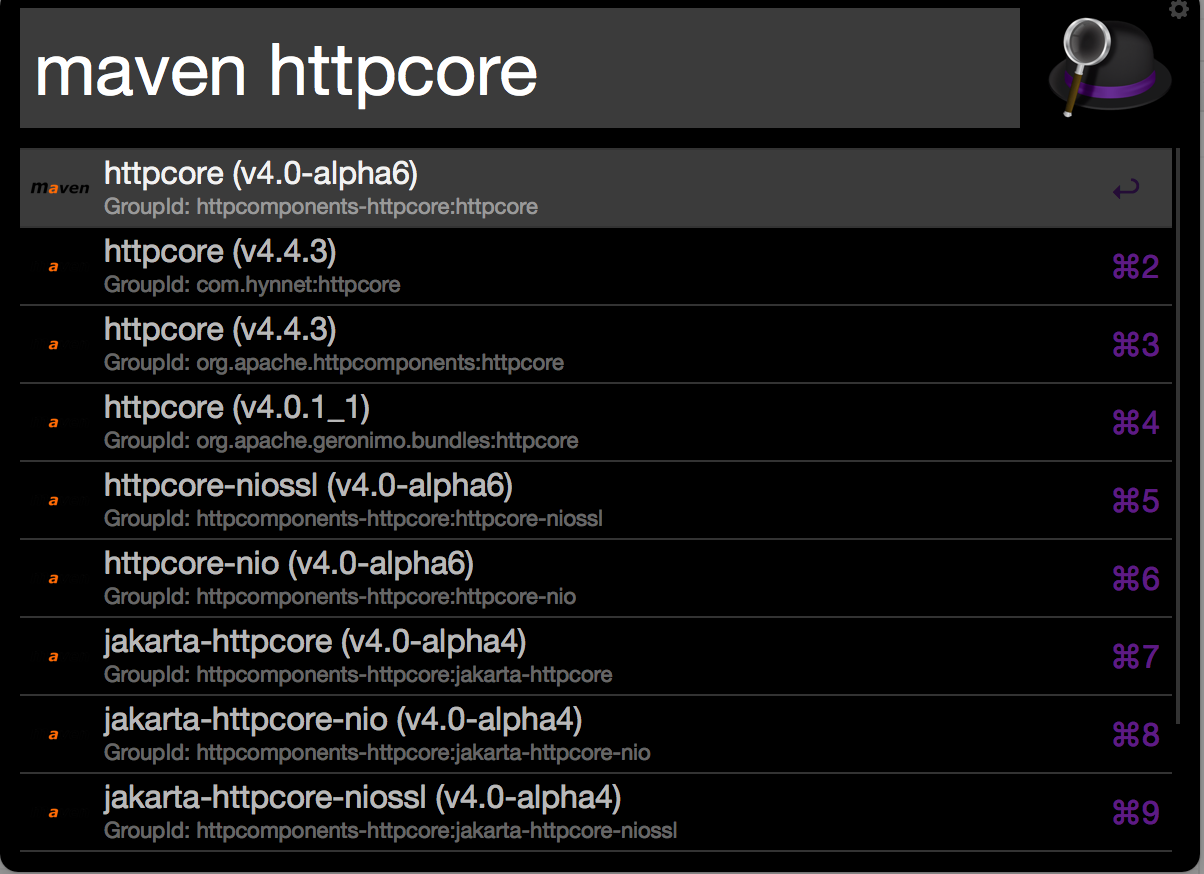 maven httpcore
maven
httpcore (v4.0-alpha6)
GroupId: httpcomponents-httpcore:httpcore
a
httpcore (v4.4.3)
GroupId: com.hynnet:httpcore
⌘2
a
httpcore (v4.4.3)
GroupId: org.apache.httpcomponents:httpcore
⌘3
a
httpcore (v4.0.1_1)
GroupId: org.apache.geronimo.bundles:httpcore
⌘4
a
httpcore-niossl (v4.0-alpha6)
GroupId: httpcomponents-httpcore:httpcore-niossl
⌘5
a
httpcore-nio (v4.0-alpha6)
GroupId: httpcomponents-httpcore:httpcore-nio
⌘6
a
jakarta-httpcore (v4.0-alpha4)
GroupId: httpcomponents-httpcore:jakarta-httpcore
⌘7
a
jakarta-httpcore-nio (v4.0-alpha4)
GroupId: httpcomponents-httpcore:jakarta-httpcore-nio
⌘8
a
jakarta-httpcore-niossl (v4.0-alpha4)
GroupId: httpcomponents-httpcore:jakarta-httpcore-niossl
⌘9